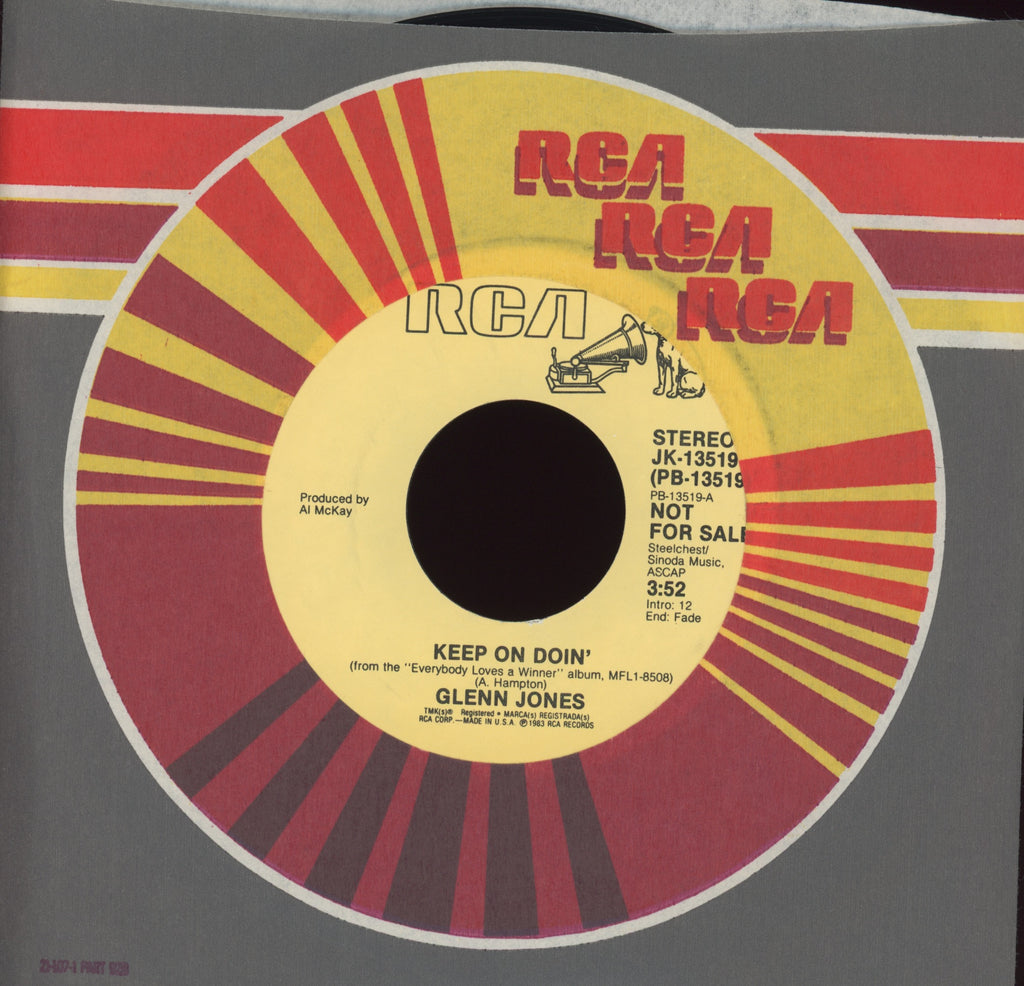 RCA
RCA
RCA
RCA
STEREO
JK-13519
(PB-13519
PB-13519-A
NOT
FOR SALE
Steelchest/
Sinoda Music,
ASCAP
3:52
Intro: 12
End: Fade
Produced by
Al McKay
KEEP ON DOIN'
(from the "Everybody Loves a Winner" album, MFL1-8508)
(A. Hampton)
GLENN JONES
TMK(s)® Registered • MARCA(s) REGISTRADA(s)
RCA CORP.—MADE IN U.S.A. ℗1983 RCA RECORDS